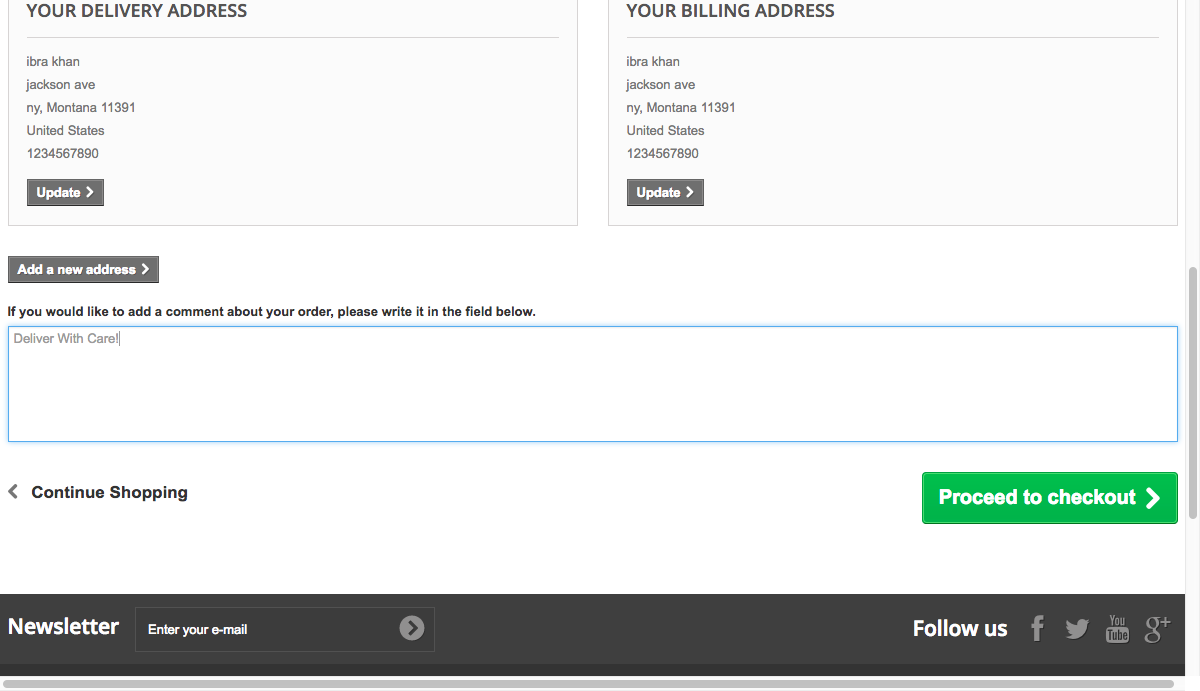 YOUR DELIVERY ADDRESS
ibra khan
jackson ave
ny, Montana 11391
United States
1234567890
Update
YOUR BILLING ADDRESS
ibra khan
jackson ave
ny, Montana 11391
United States
1234567890
Update
Add a new address
If you would like to add a comment about your order, please write it in the field below.
Deliver With Care!
Continue Shopping
Proceed to checkout
Newsletter
Enter your e-mail
Follow us
You
Tube
g+